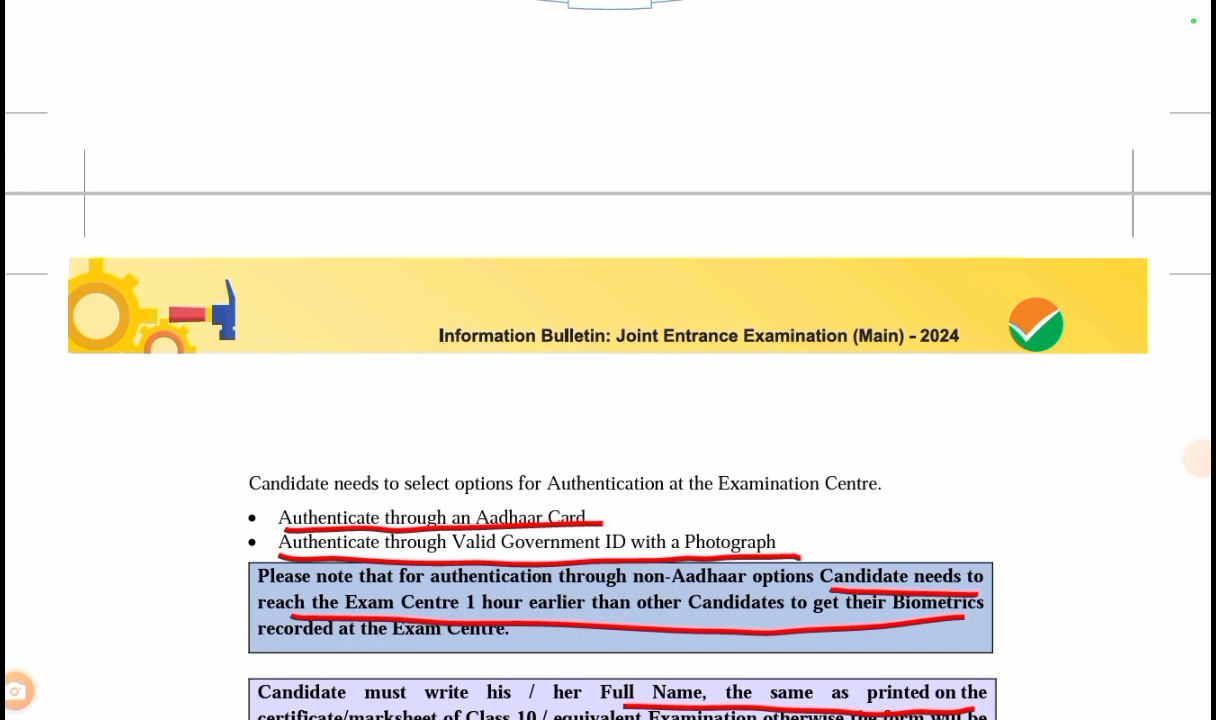 Information Bulletin: Joint Entrance Examination (Main) - 2024
Candidate needs to select options for Authentication at the Examination Centre.
• Authenticate through an Aadhaar Card
• Authenticate through Valid Government ID with a Photograph
Please note that for authentication through non-Aadhaar options Candidate needs to
reach the Exam Centre 1 hour earlier than other Candidates to get their Biometrics
recorded at the Exam Centre.
Candidate must write his / her Full Name, the same as printed on the
certificate/marksheet of Class 10 / equivalent Examination otherwise the form will be